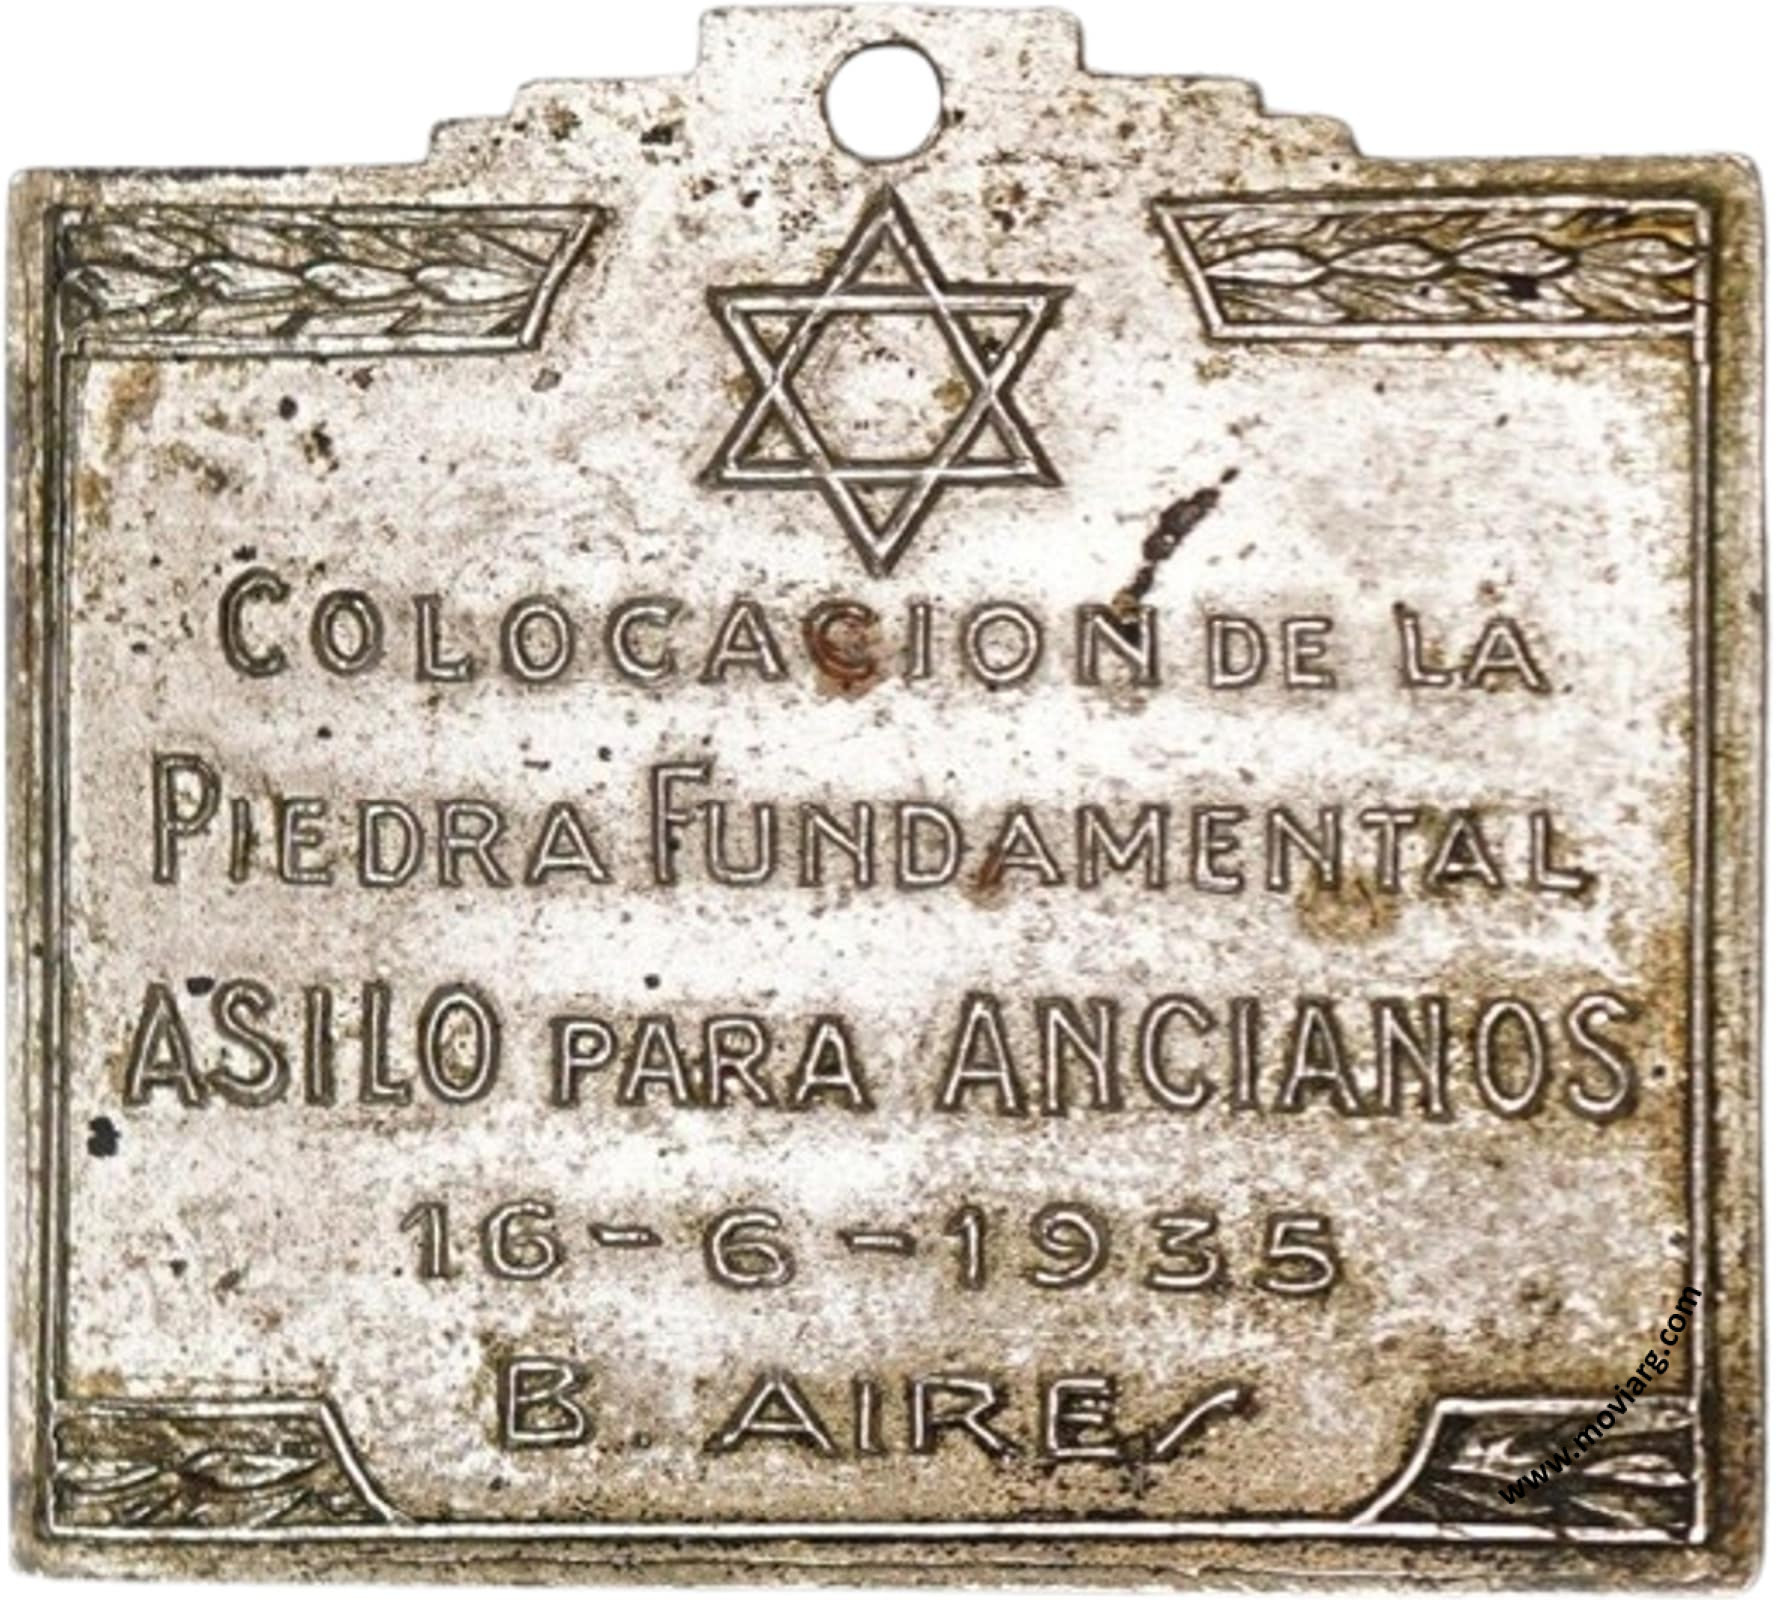 COLOCACION DE LA
PIEDRA FUNDAMENTAL
ASILO PARA ANCIANOS
16-6-1935
B. AIRES
www.moviarg.com